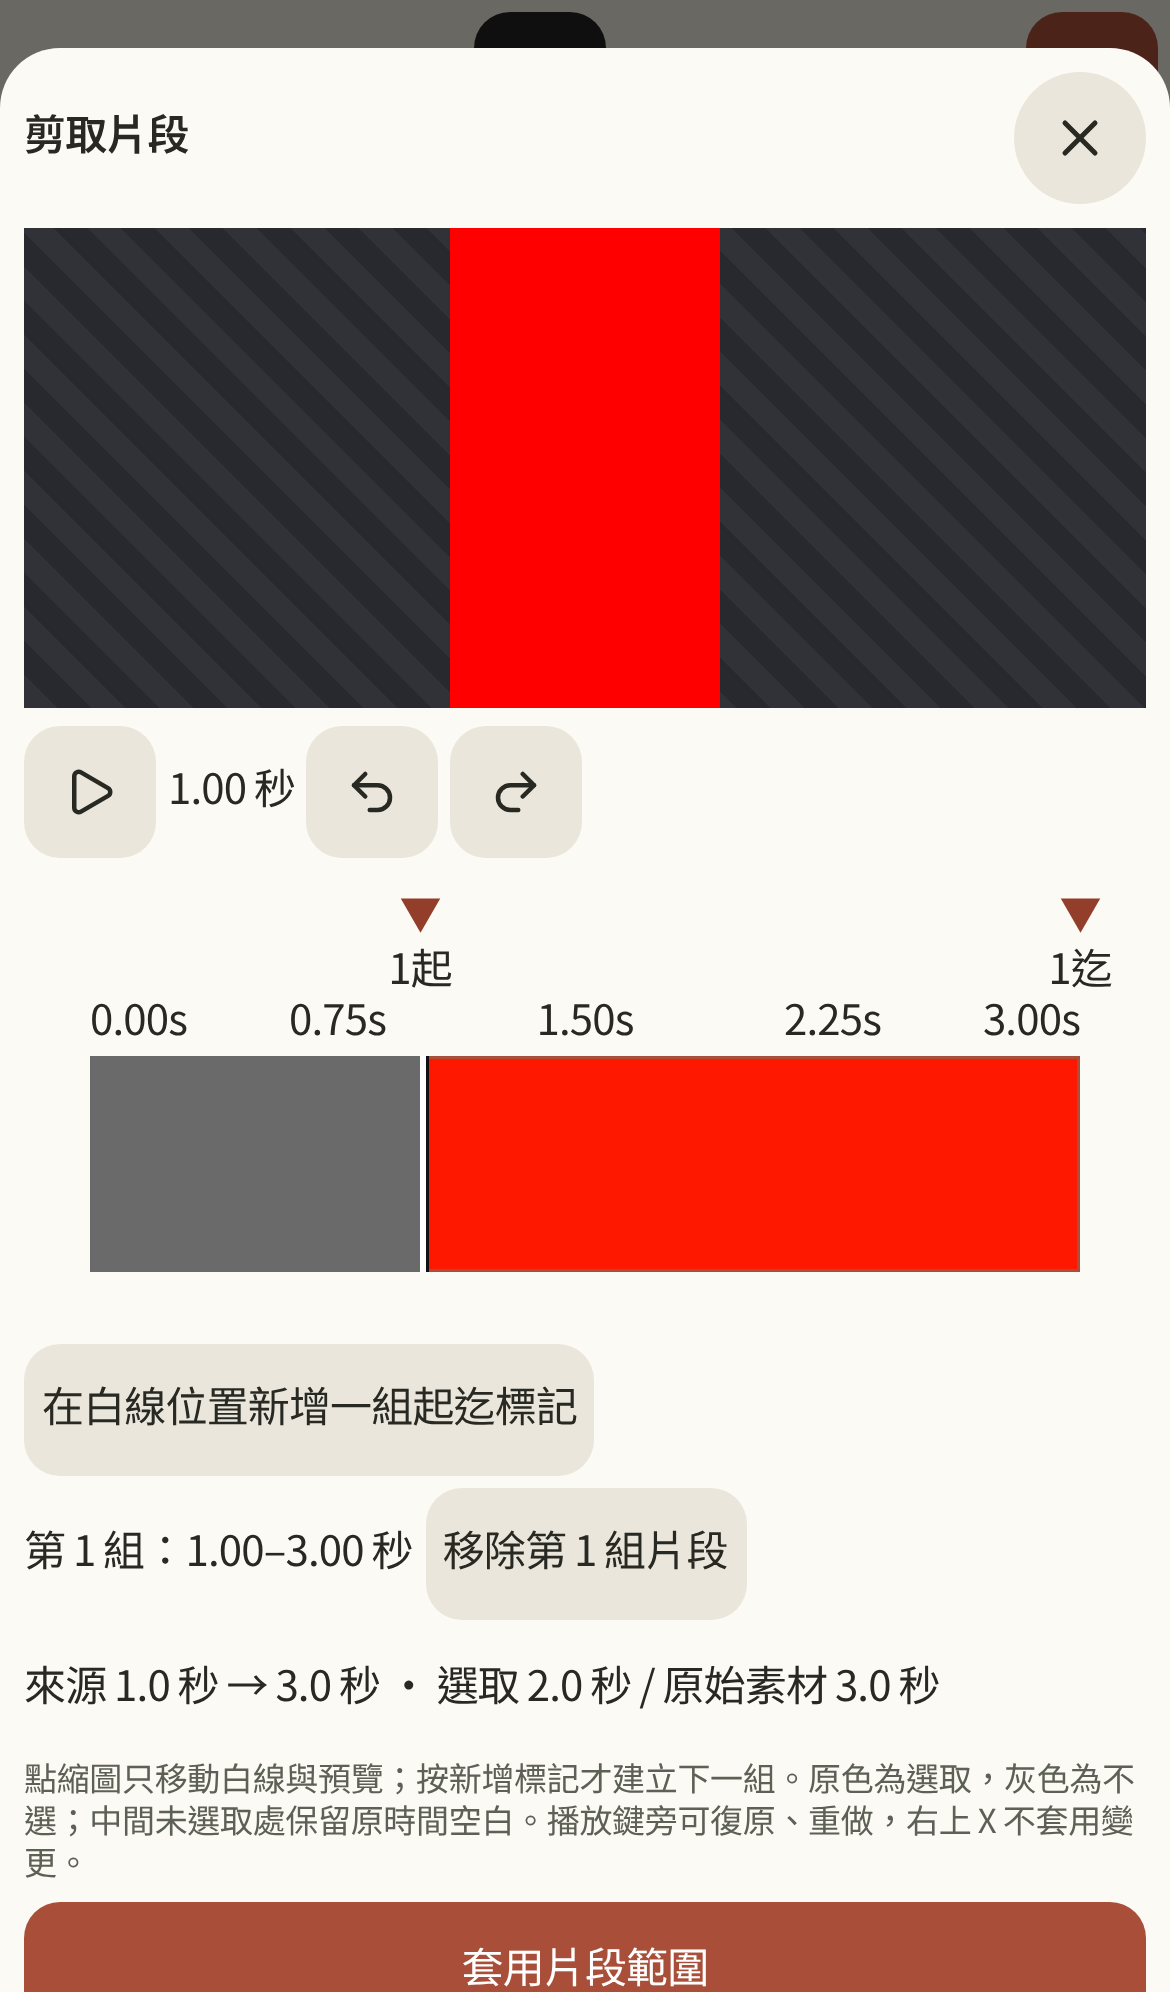 剪取片段
1.00 秒
1起 1迄
0.00s 0.75s 1.50s 2.25s 3.00s
在白線位置新增一組起迄標記
第 1 組：1.00–3.00 秒 移除第 1 組片段
來源 1.0 秒 → 3.0 秒 · 選取 2.0 秒 / 原始素材 3.0 秒
點縮圖只移動白線與預覽；按新增標記才建立下一組。原色為選取，灰色為不
選；中間未選取處保留原時間空白。播放鍵旁可復原、重做，右上 X 不套用變
更。
套用片段範圍